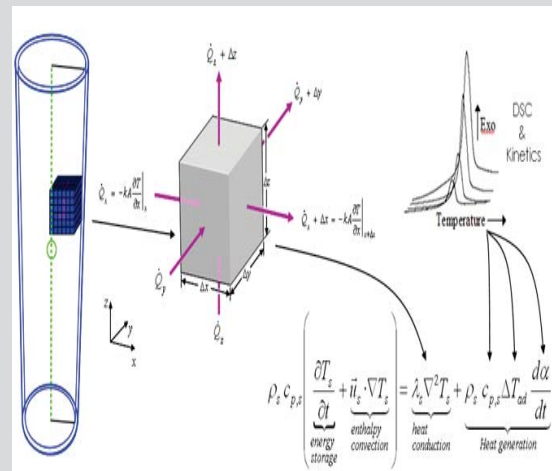 Q̇z + Δz
Q̇y + Δy
DSC
&
Kinetics
Exo
Δz
Q̇x = -kA ∂T/∂x |x
Q̇x + Δx = -kA ∂T/∂x |x+Δx
Temperature
Q̇y
Δx
Δy
Q̇z
z
y
x
ρs cp,s ( ∂Ts/∂t + u⃗s · ∇Ts ) = λs ∇²Ts + ρs cp,s ΔTad dα/dt
energy storage
enthalpy convection
heat conduction
Heat generation